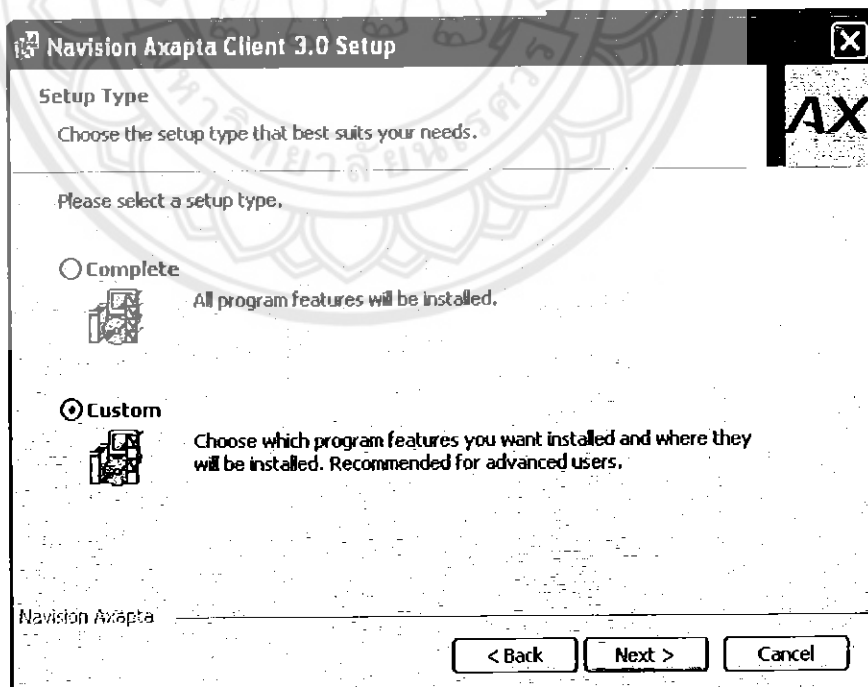 Navision Axapta Client 3.0 Setup
AX
Setup Type
Choose the setup type that best suits your needs.
Please select a setup type.
Complete
All program features will be installed.
Custom
Choose which program features you want installed and where they
will be installed. Recommended for advanced users.
Navision Axapta
< Back
Next >
Cancel